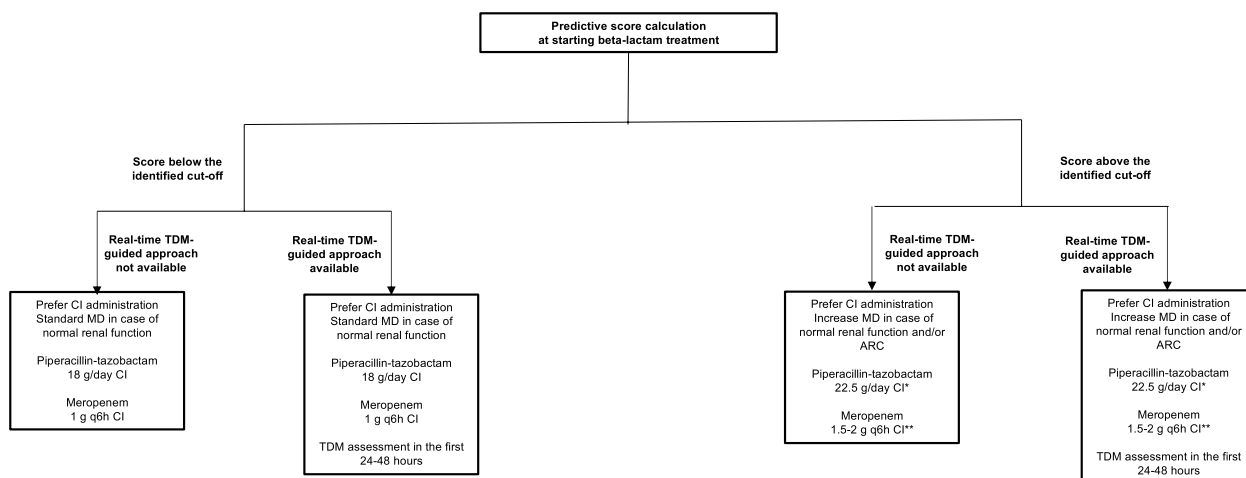 Predictive score calculation
at starting beta-lactam treatment
Score below the
identified cut-off
Score above the
identified cut-off
Real-time TDM-
guided approach
not available
Real-time TDM-
guided approach
available
Real-time TDM-
guided approach
not available
Real-time TDM-
guided approach
available
Prefer CI administration
Standard MD in case of
normal renal function
Piperacillin-tazobactam
18 g/day CI
Meropenem
1 g q6h CI
Prefer CI administration
Standard MD in case of
normal renal function
Piperacillin-tazobactam
18 g/day CI
Meropenem
1 g q6h CI
TDM assessment in the first
24-48 hours
Prefer CI administration
Increase MD in case of
normal renal function and/or
ARC
Piperacillin-tazobactam
22.5 g/day CI*
Meropenem
1.5-2 g q6h CI**
Prefer CI administration
Increase MD in case of
normal renal function and/or
ARC
Piperacillin-tazobactam
22.5 g/day CI*
Meropenem
1.5-2 g q6h CI**
TDM assessment in the first
24-48 hours